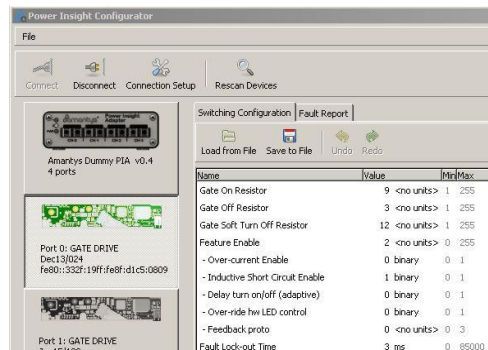 Power Insight Configurator
File
Connect Disconnect Connection Setup Rescan Devices
Amantys Power Insight Adapter
Amantys Dummy PIA v0.4
4 ports
Port 0: GATE DRIVE
Dec13/024
fe80::332f:19ff:fe8f:d1c5:0809
Port 1: GATE DRIVE
Switching Configuration Fault Report
Load from File Save to File Undo Redo
Name Value Min Max
Gate On Resistor 9 <no units> 1 255
Gate Off Resistor 3 <no units> 1 255
Gate Soft Turn Off Resistor 12 <no units> 1 255
Feature Enable 2 <no units> 0 255
- Over-current Enable 0 binary 0 1
- Inductive Short Circuit Enable 1 binary 0 1
- Delay turn on/off (adaptive) 0 binary 0 1
- Over-ride hw LED control 0 binary 0 1
- Feedback proto 0 <no units> 0 3
Fault Lock-out Time 3 ms 0 85000